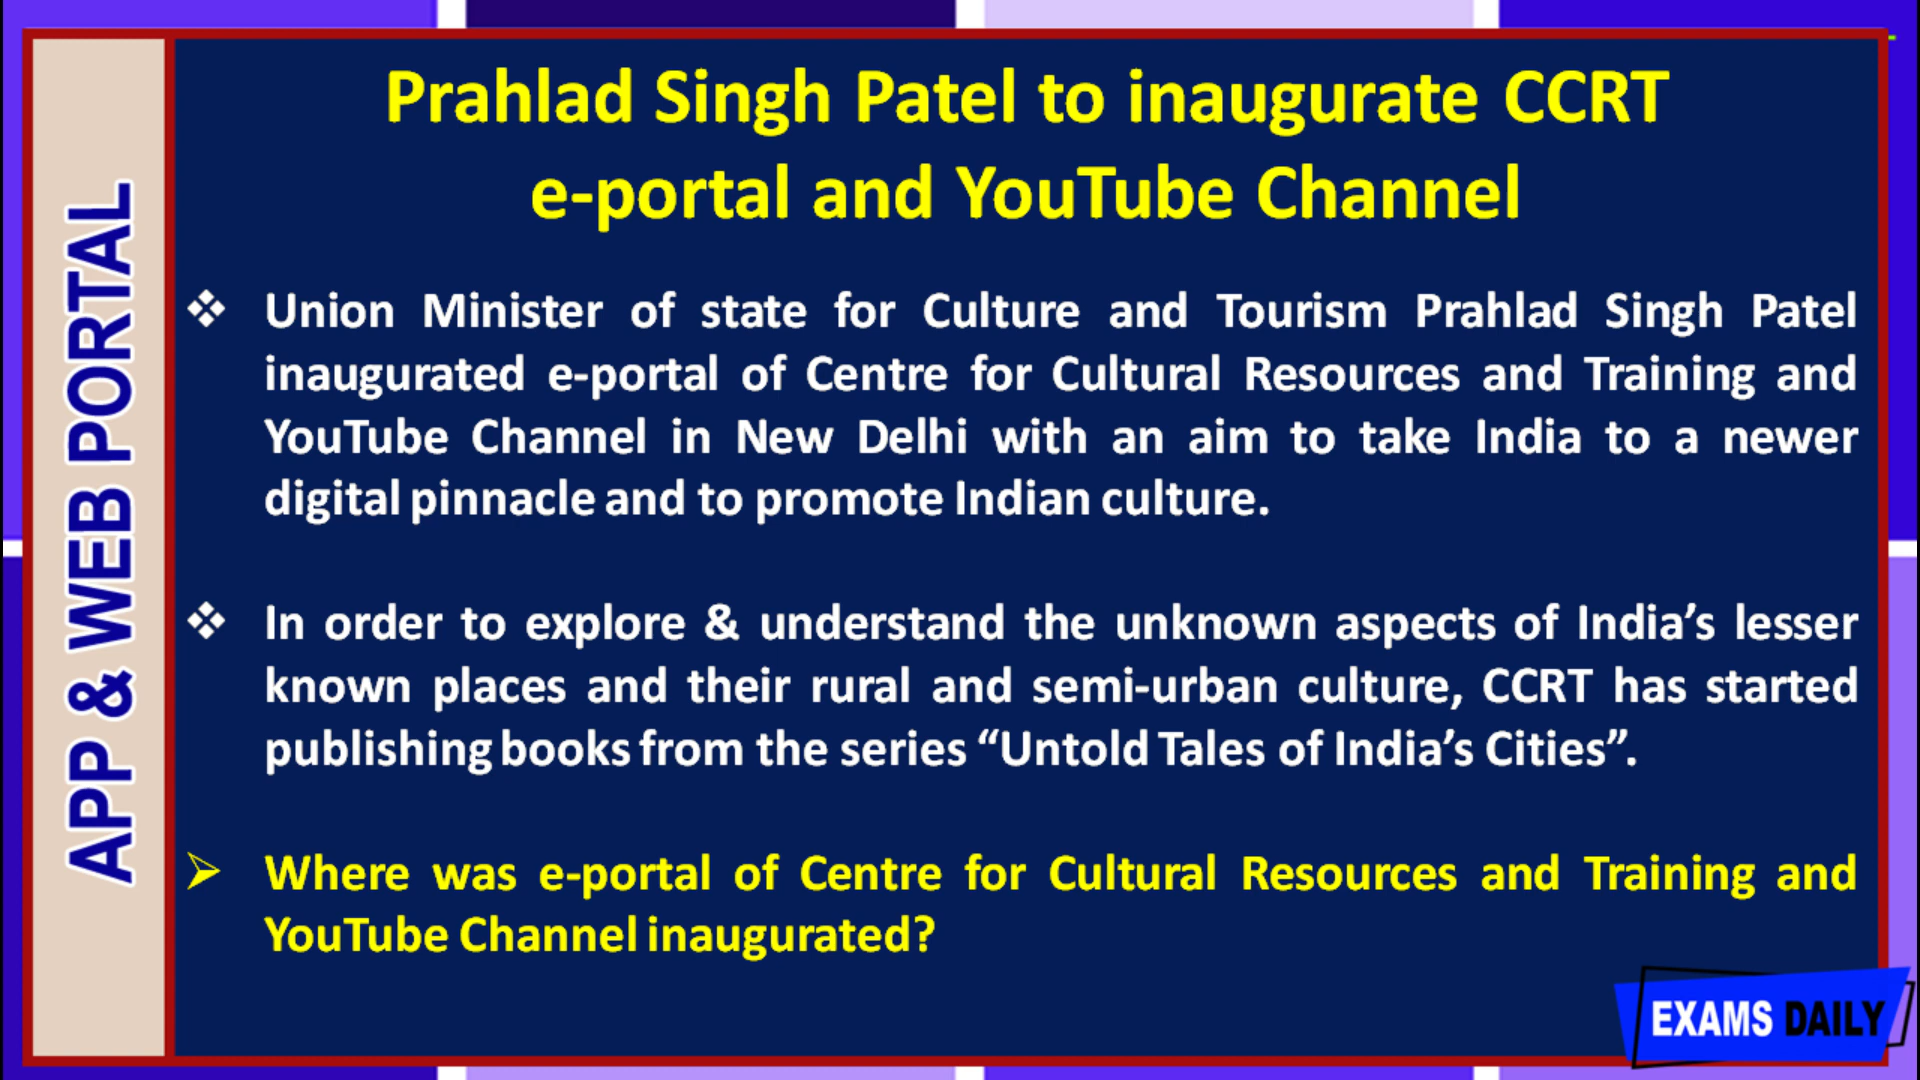 APP & WEB PORTAL
Prahlad Singh Patel to inaugurate CCRT
e-portal and YouTube Channel
❖ Union Minister of state for Culture and Tourism Prahlad Singh Patel
inaugurated e-portal of Centre for Cultural Resources and Training and
YouTube Channel in New Delhi with an aim to take India to a newer
digital pinnacle and to promote Indian culture.
❖ In order to explore & understand the unknown aspects of India’s lesser
known places and their rural and semi-urban culture, CCRT has started
publishing books from the series “Untold Tales of India’s Cities”.
➢ Where was e-portal of Centre for Cultural Resources and Training and
YouTube Channel inaugurated?
EXAMS DAILY